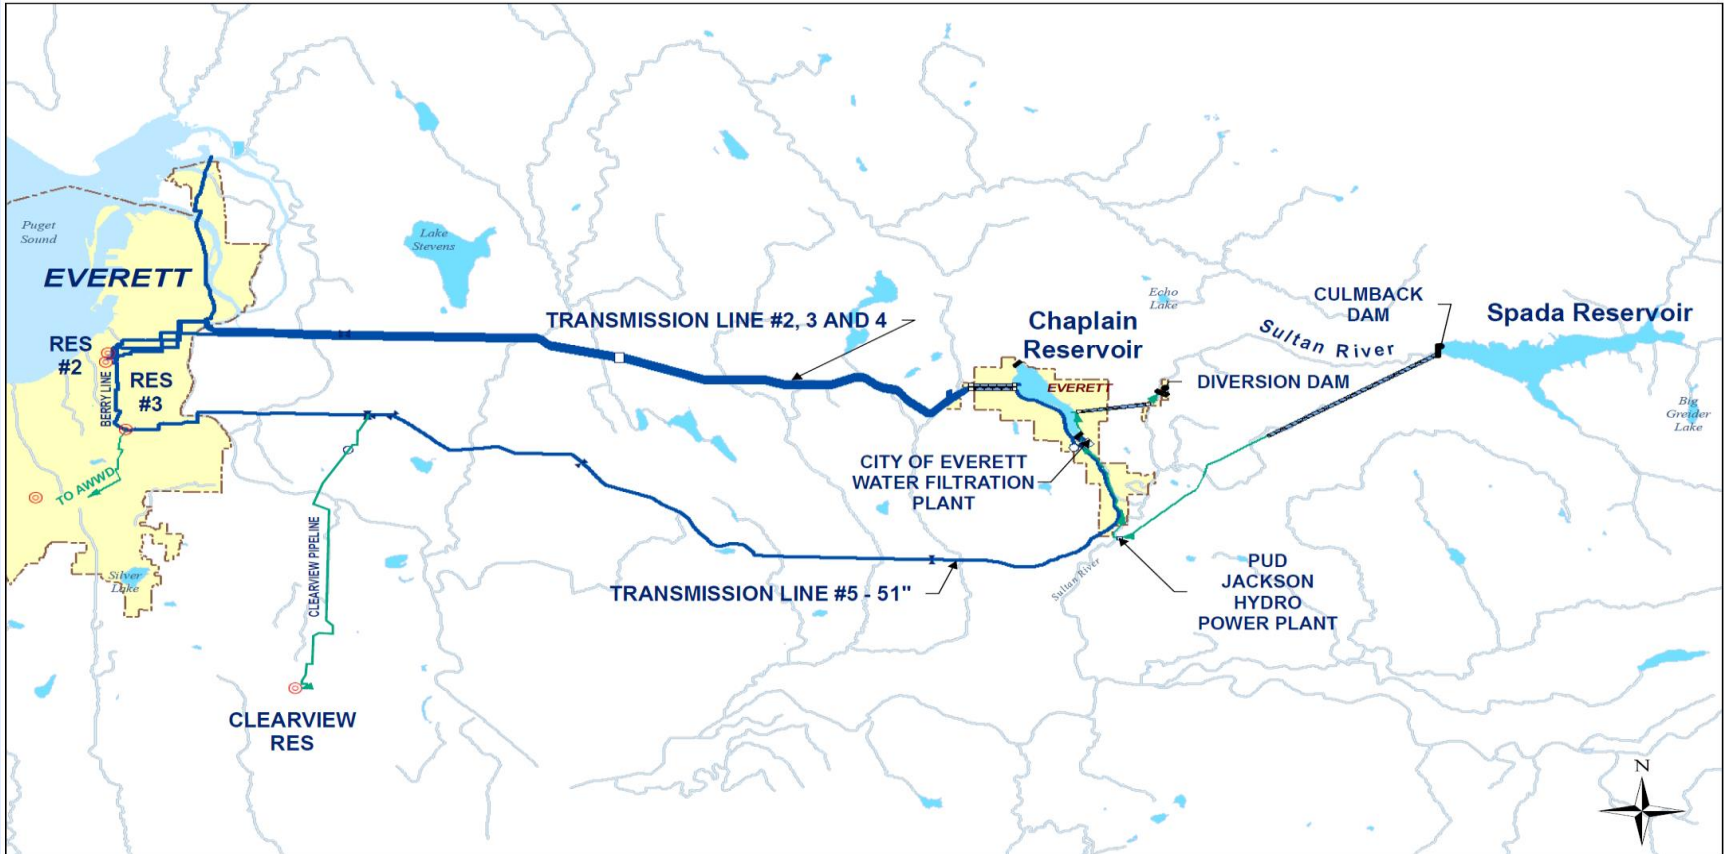 Puget
Sound
EVERETT
Lake
Stevens
RES
#2
RES
#3
BERRY LINE
TO AWWD
Silver
Lake
CLEARVIEW PIPELINE
CLEARVIEW
RES
TRANSMISSION LINE #2, 3 AND 4
TRANSMISSION LINE #5 - 51"
Chaplain
Reservoir
EVERETT
CITY OF EVERETT
WATER FILTRATION
PLANT
Echo
Lake
DIVERSION DAM
Sultan River
CULMBACK
DAM
Spada Reservoir
Big
Greider
Lake
Sultan River
PUD
JACKSON
HYDRO
POWER PLANT
N